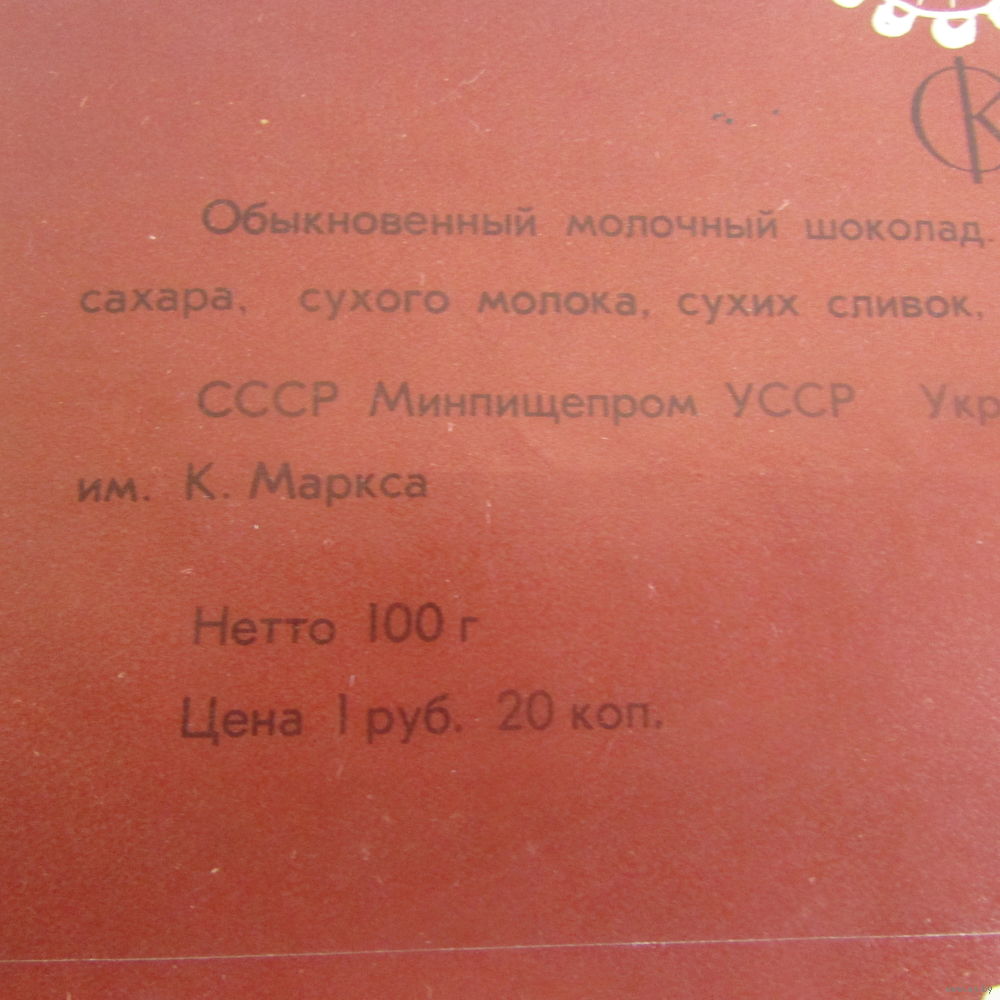 К
Обыкновенный молочный шоколад.
сахара, сухого молока, сухих сливок,
СССР Минпищепром УССР Укр
им. К. Маркса
Нетто 100 г
Цена 1 руб. 20 коп.